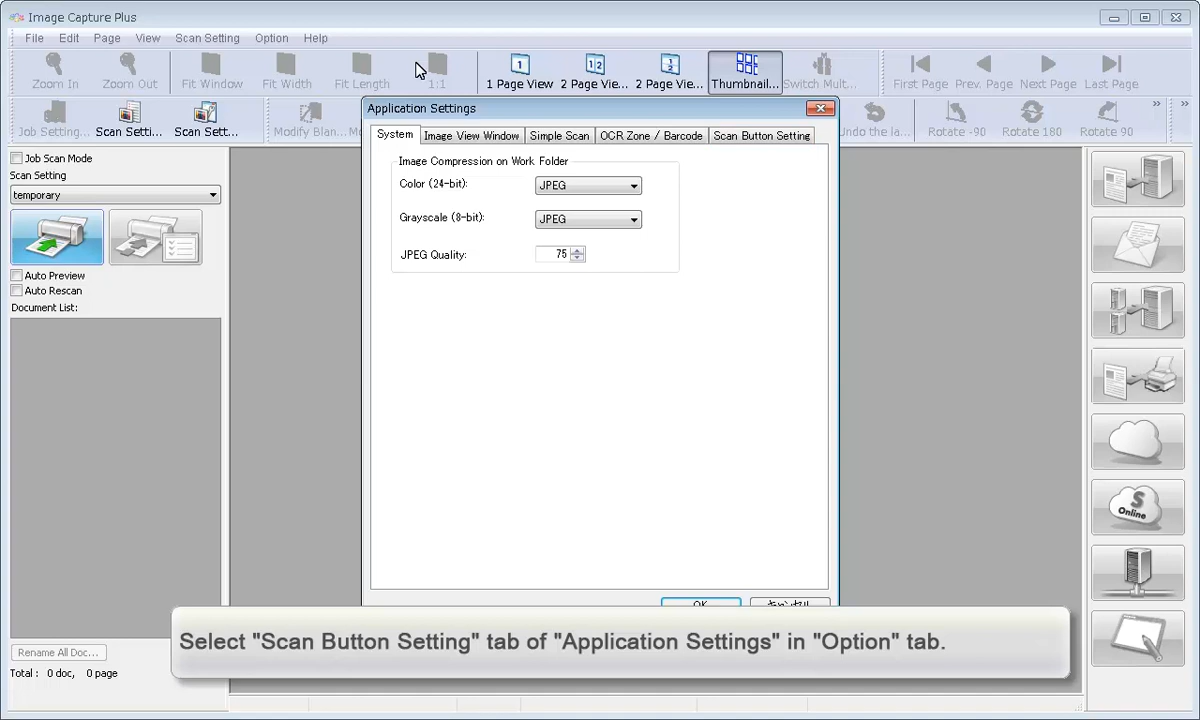 Image Capture Plus
File Edit Page View Scan Setting Option Help
Zoom In Zoom Out Fit Window Fit Width Fit Length 1:1 1 Page View 2 Page Vie... 2 Page Vie... Thumbnail... Switch Mult... First Page Prev. Page Next Page Last Page
Job Setting... Scan Setti... Scan Sett... Modify Blan... Undo the la... Rotate -90 Rotate 180 Rotate 90
Application Settings
System Image View Window Simple Scan OCR Zone / Barcode Scan Button Setting
Image Compression on Work Folder
Color (24-bit): JPEG
Grayscale (8-bit): JPEG
JPEG Quality: 75
OK キャンセル
Job Scan Mode
Scan Setting
temporary
Auto Preview
Auto Rescan
Document List:
Rename All Doc...
Total : 0 doc, 0 page
S
Online
Select "Scan Button Setting" tab of "Application Settings" in "Option" tab.